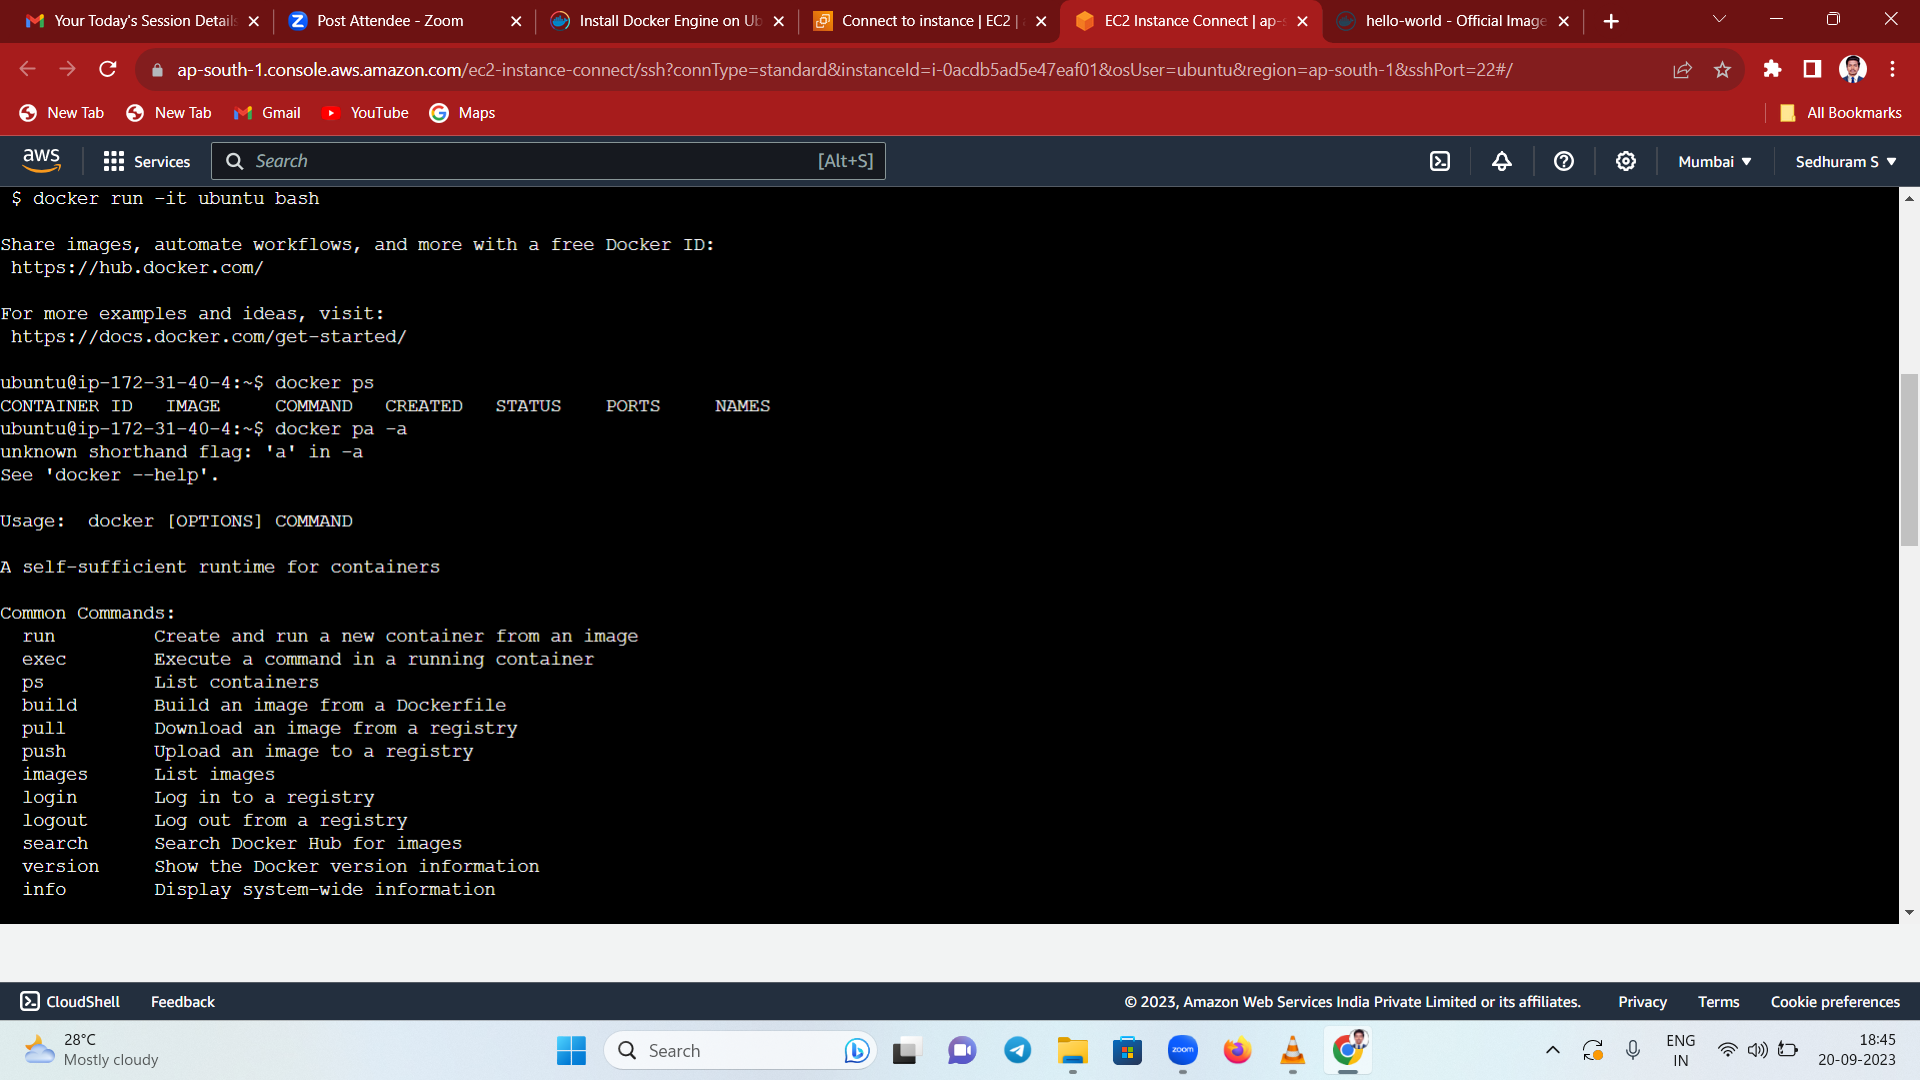 Your Today's Session Details
Post Attendee - Zoom
Install Docker Engine on Ub
Connect to instance | EC2 |
EC2 Instance Connect | ap-s
hello-world - Official Image
ap-south-1.console.aws.amazon.com/ec2-instance-connect/ssh?connType=standard&instanceId=i-0acdb5ad5e47eaf01&osUser=ubuntu&region=ap-south-1&sshPort=22#/
New Tab
New Tab
Gmail
YouTube
Maps
All Bookmarks
aws
Services
Search
[Alt+S]
Mumbai
Sedhuram S
$ docker run -it ubuntu bash
Share images, automate workflows, and more with a free Docker ID:
https://hub.docker.com/
For more examples and ideas, visit:
https://docs.docker.com/get-started/
ubuntu@ip-172-31-40-4:~$ docker ps
CONTAINER ID   IMAGE     COMMAND   CREATED   STATUS    PORTS     NAMES
ubuntu@ip-172-31-40-4:~$ docker pa -a
unknown shorthand flag: 'a' in -a
See 'docker --help'.
Usage:  docker [OPTIONS] COMMAND
A self-sufficient runtime for containers
Common Commands:
run         Create and run a new container from an image
exec        Execute a command in a running container
ps          List containers
build       Build an image from a Dockerfile
pull        Download an image from a registry
push        Upload an image to a registry
images      List images
login       Log in to a registry
logout      Log out from a registry
search      Search Docker Hub for images
version     Show the Docker version information
info        Display system-wide information
CloudShell
Feedback
© 2023, Amazon Web Services India Private Limited or its affiliates.
Privacy
Terms
Cookie preferences
28°C
Mostly cloudy
Search
zoom
ENG
IN
18:45
20-09-2023